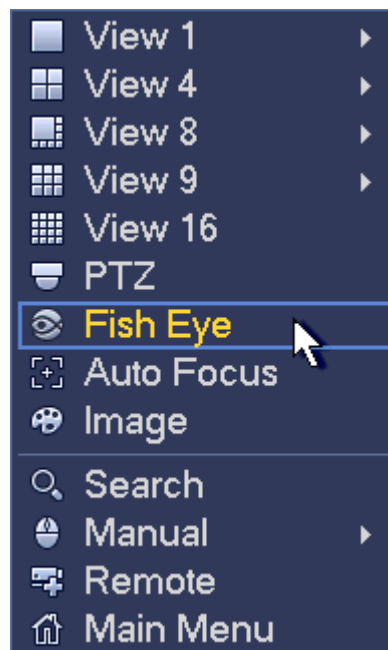 View 1
View 4
View 8
View 9
View 16
PTZ
Fish Eye
Auto Focus
Image
Search
Manual
Remote
Main Menu